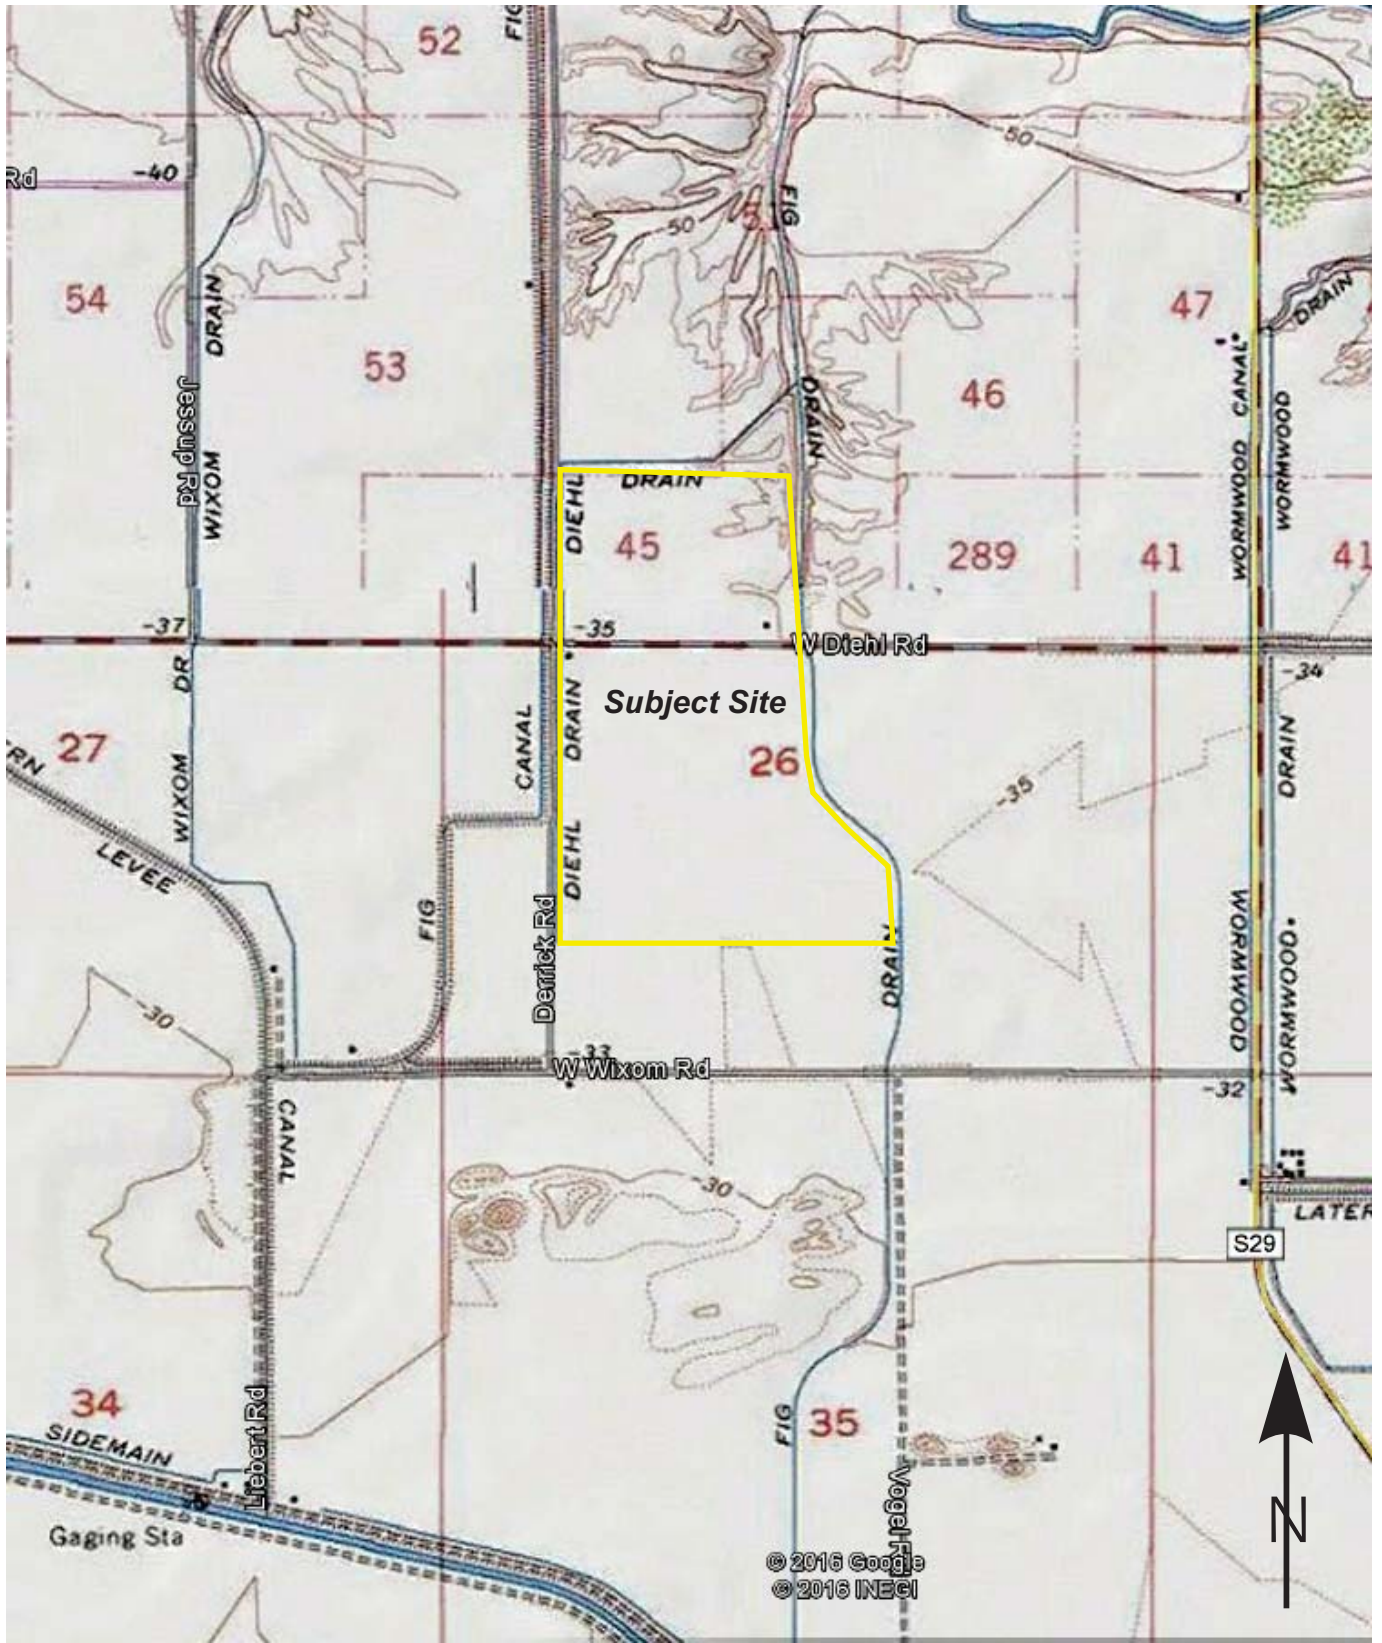 52
FIG
50
Rd
-40
FIG
51
50
54
DRAIN
47
DRAIN
53
Jessup Rd
46
DRAIN
WORMWOOD CANAL
WORMWOOD
WIXOM
DRAIN
DIEHL
45
289
41
41
-37
-35
W Diehl Rd
-34
DR
Subject Site
27
CANAL
DRAIN
26
DRAIN
WIXOM
-35
LEVEE
DIEHL
FIG
Derrick Rd
DRAIN
WORMWOOD
WORMWOOD
-30
-33
W Wixom Rd
-32
CANAL
-30
LATER
S29
34
SIDEMAIN
Liebert Rd
FIG
35
Vogel Rd
N
Gaging Sta
© 2016 Google
© 2016 INEGI